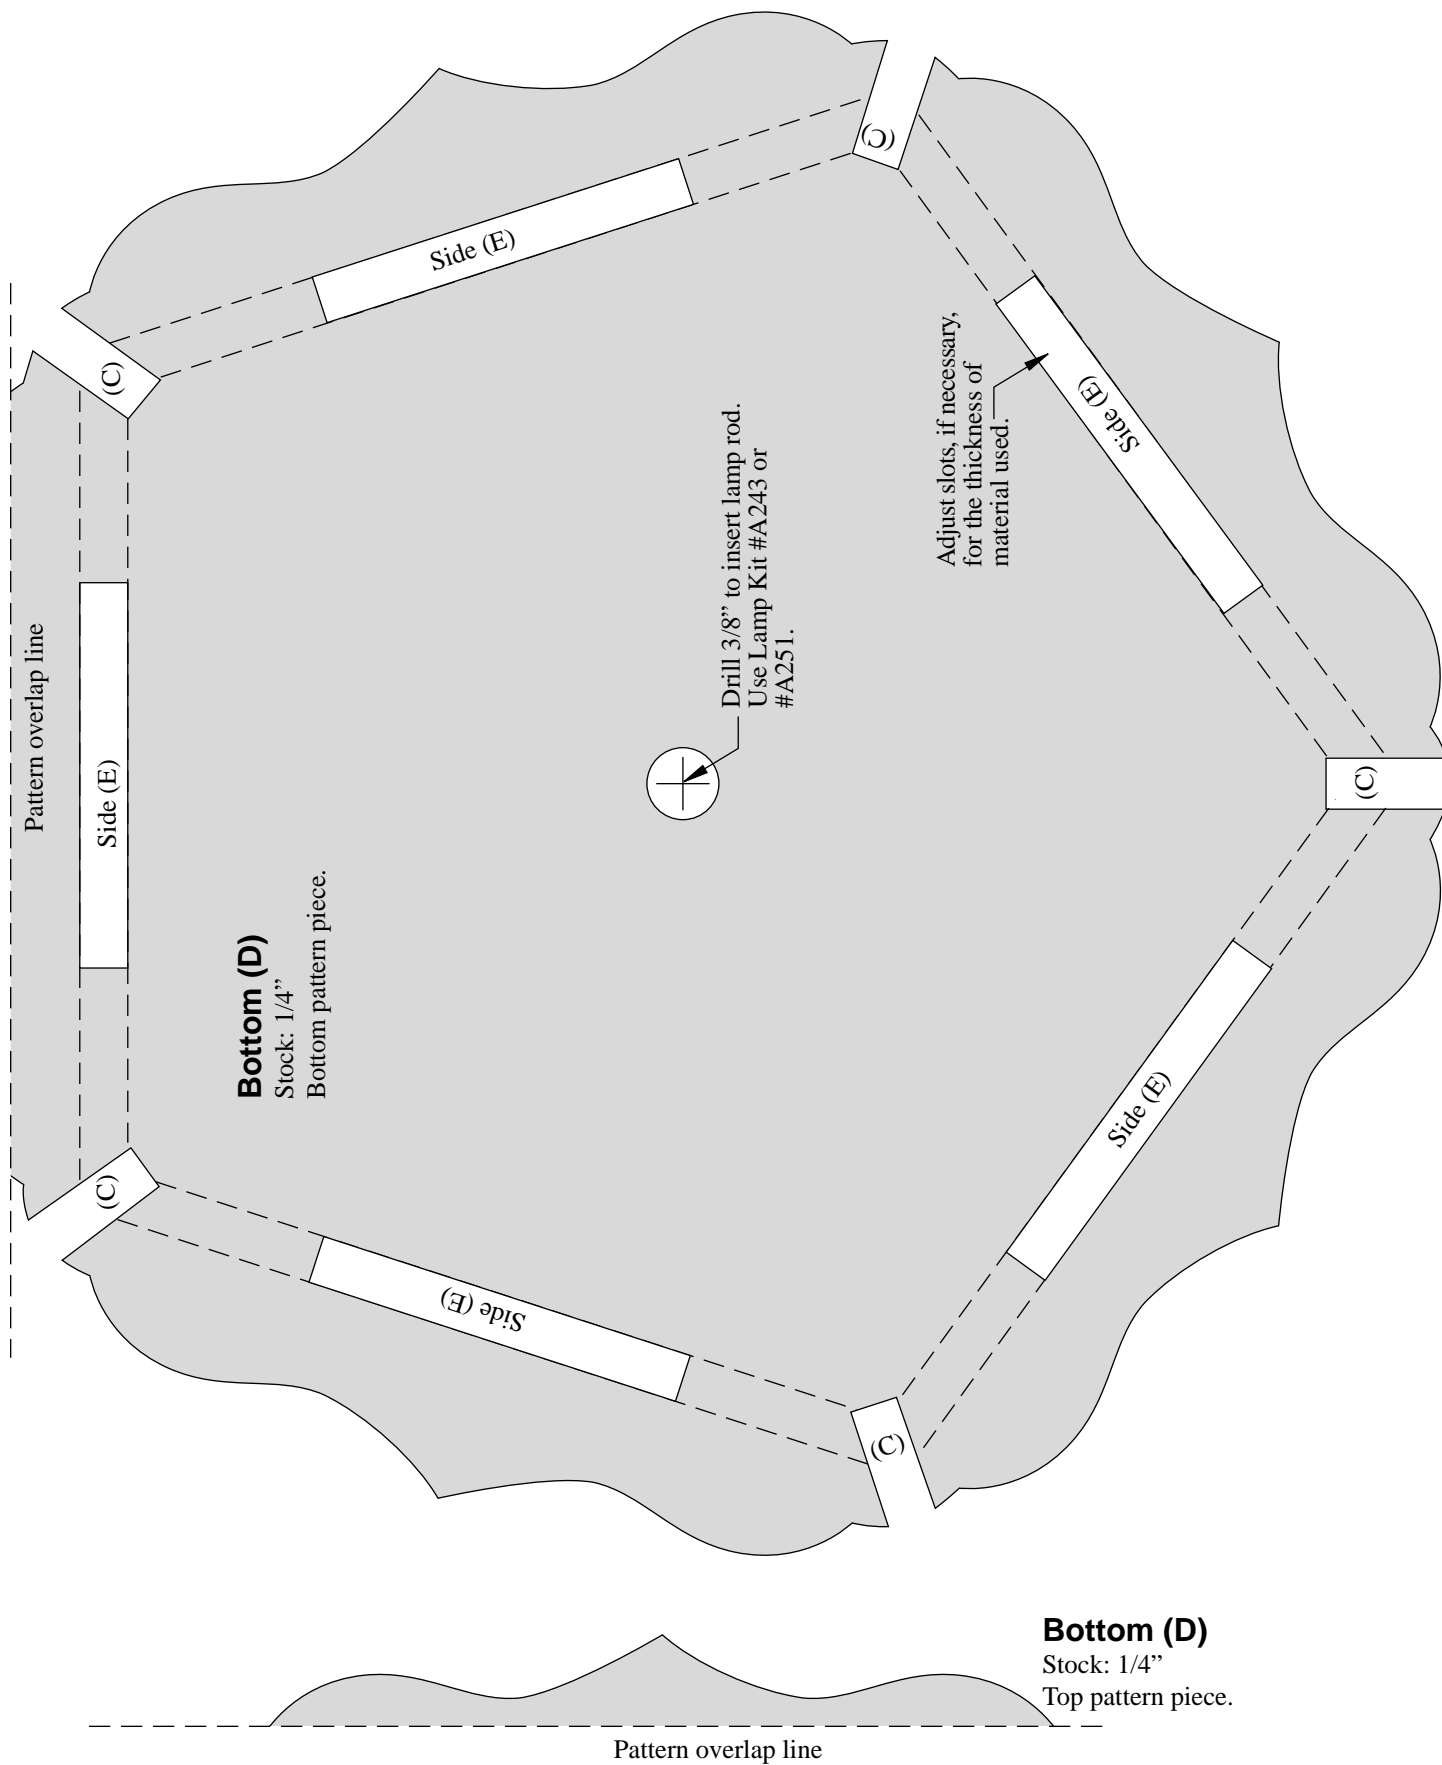 Pattern overlap line
(C)
(C)
Side (E)
Side (E)
Side (E)
Side (E)
Side (E)
(C)
(C)
(C)
Adjust slots, if necessary,
for the thickness of
material used.
Drill 3/8” to insert lamp rod.
Use Lamp Kit #A243 or
#A251.
Bottom (D)
Stock: 1/4”
Bottom pattern piece.
Bottom (D)
Stock: 1/4”
Top pattern piece.
Pattern overlap line